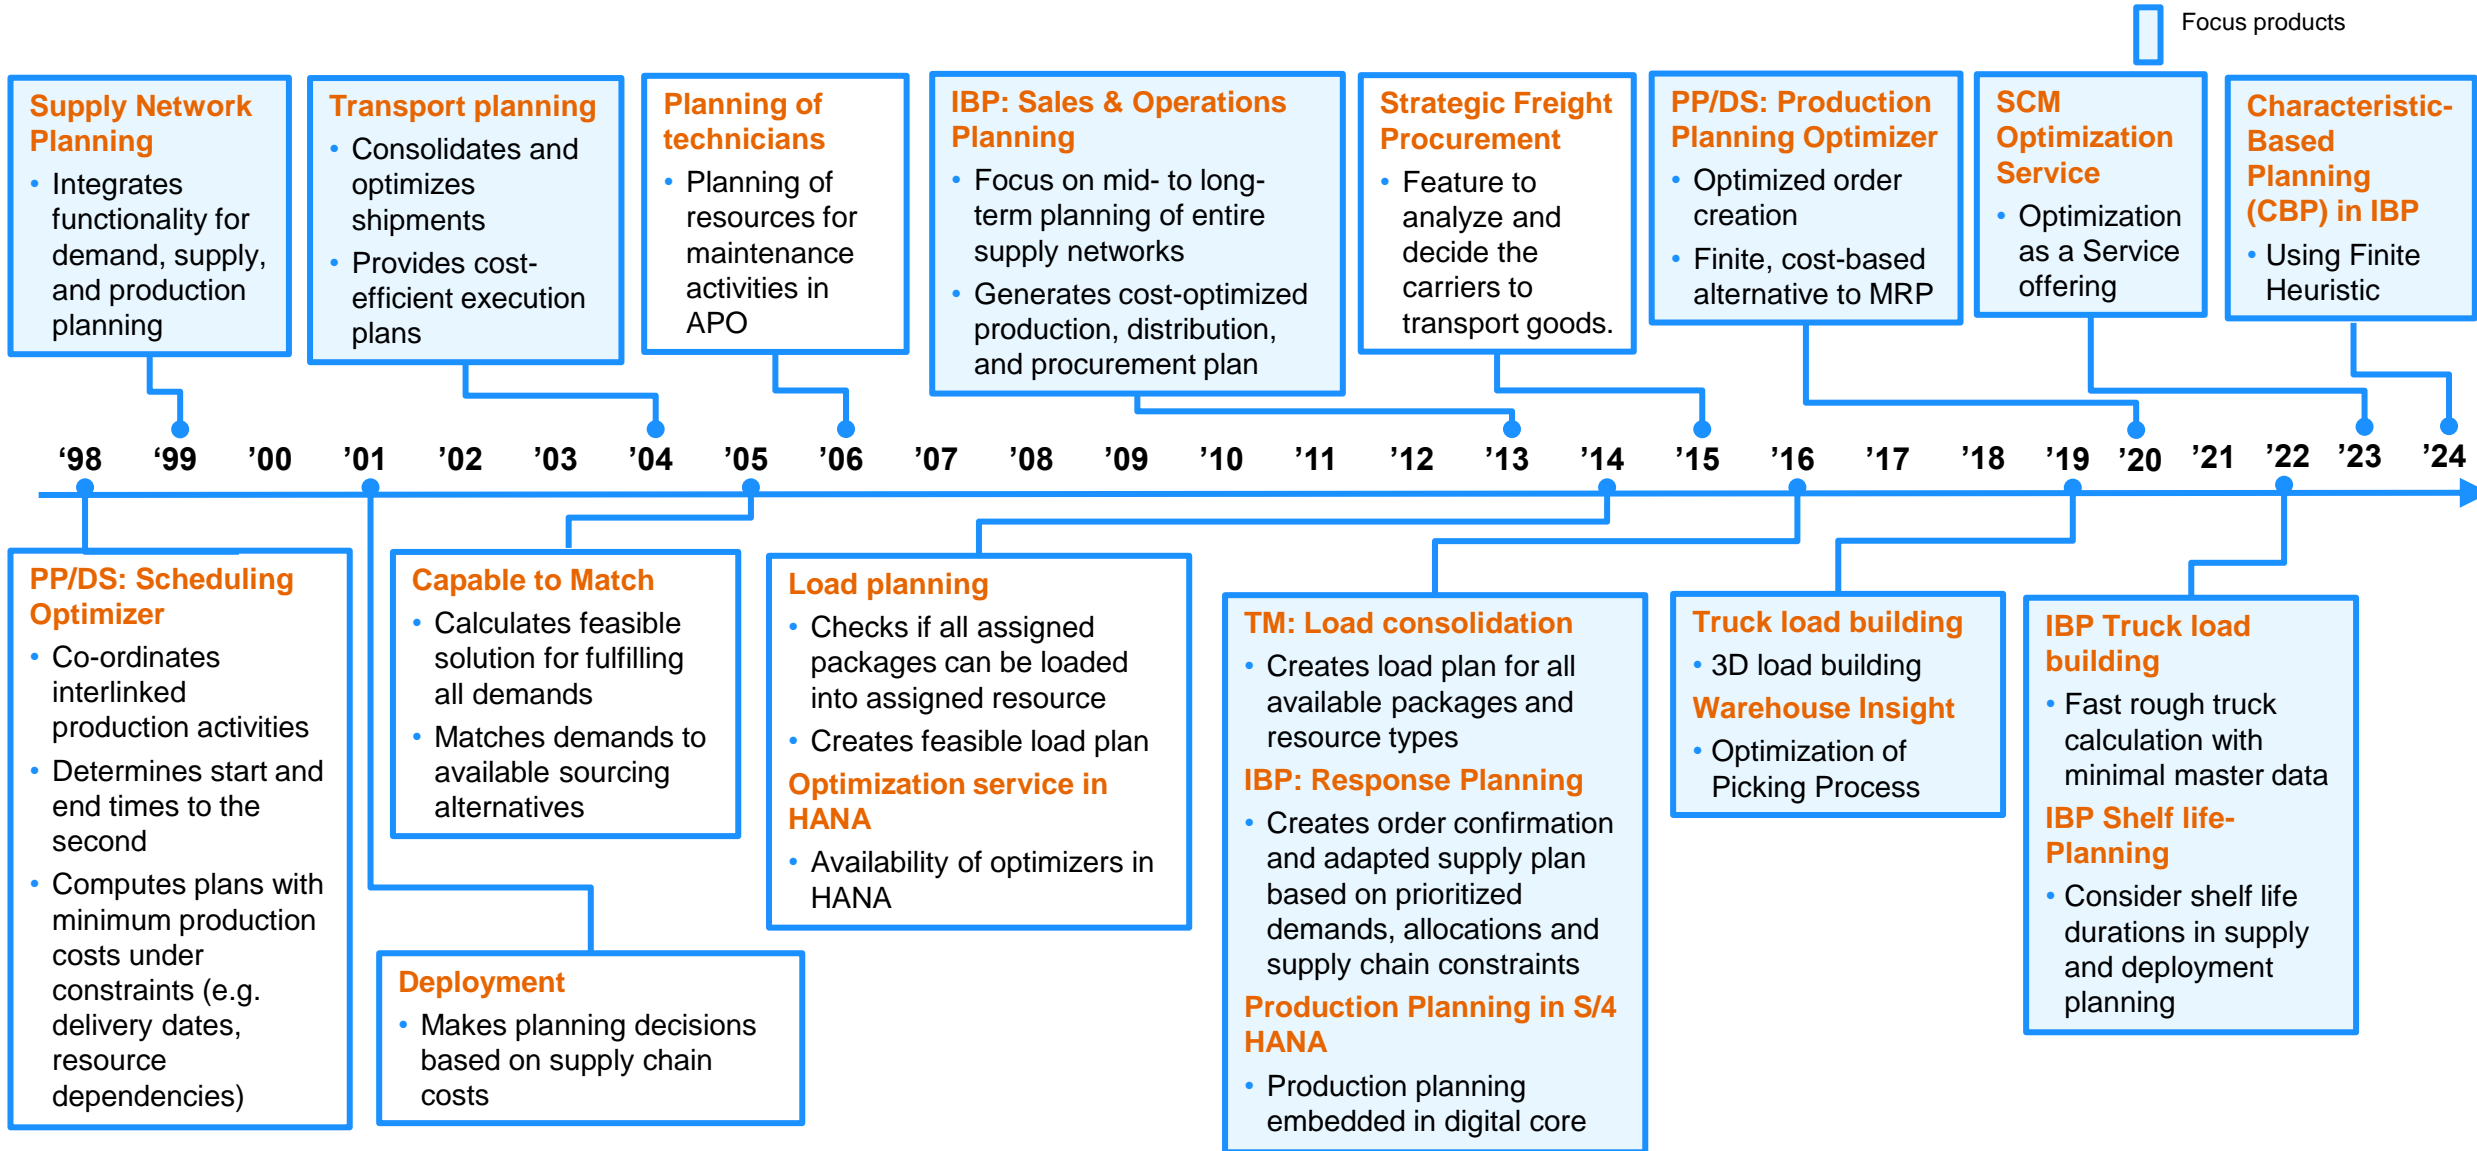 Focus products
Supply Network
Planning
• Integrates
functionality for
demand, supply,
and production
planning
Transport planning
• Consolidates and
optimizes
shipments
• Provides cost-
efficient execution
plans
Planning of
technicians
• Planning of
resources for
maintenance
activities in
APO
IBP: Sales & Operations
Planning
• Focus on mid- to long-
term planning of entire
supply networks
• Generates cost-optimized
production, distribution,
and procurement plan
Strategic Freight
Procurement
• Feature to
analyze and
decide the
carriers to
transport goods.
PP/DS: Production
Planning Optimizer
• Optimized order
creation
• Finite, cost-based
alternative to MRP
SCM
Optimization
Service
• Optimization
as a Service
offering
Characteristic-
Based
Planning
(CBP) in IBP
• Using Finite
Heuristic
‘98 ’99 ’00 ’01 ’02 ’03 ’04 ’05 ’06 ’07 ’08 ’09 ’10 ’11 ’12 ’13 ’14 ’15 ’16 ’17 ’18 ’19 ’20 ’21 ’22 ’23 ’24
PP/DS: Scheduling
Optimizer
• Co-ordinates
interlinked
production activities
• Determines start and
end times to the
second
• Computes plans with
minimum production
costs under
constraints (e.g.
delivery dates,
resource
dependencies)
Deployment
• Makes planning decisions
based on supply chain
costs
Capable to Match
• Calculates feasible
solution for fulfilling
all demands
• Matches demands to
available sourcing
alternatives
Load planning
• Checks if all assigned
packages can be loaded
into assigned resource
• Creates feasible load plan
Optimization service in
HANA
• Availability of optimizers in
HANA
TM: Load consolidation
• Creates load plan for all
available packages and
resource types
IBP: Response Planning
• Creates order confirmation
and adapted supply plan
based on prioritized
demands, allocations and
supply chain constraints
Production Planning in S/4
HANA
• Production planning
embedded in digital core
Truck load building
• 3D load building
Warehouse Insight
• Optimization of
Picking Process
IBP Truck load
building
• Fast rough truck
calculation with
minimal master data
IBP Shelf life-
Planning
• Consider shelf life
durations in supply
and deployment
planning